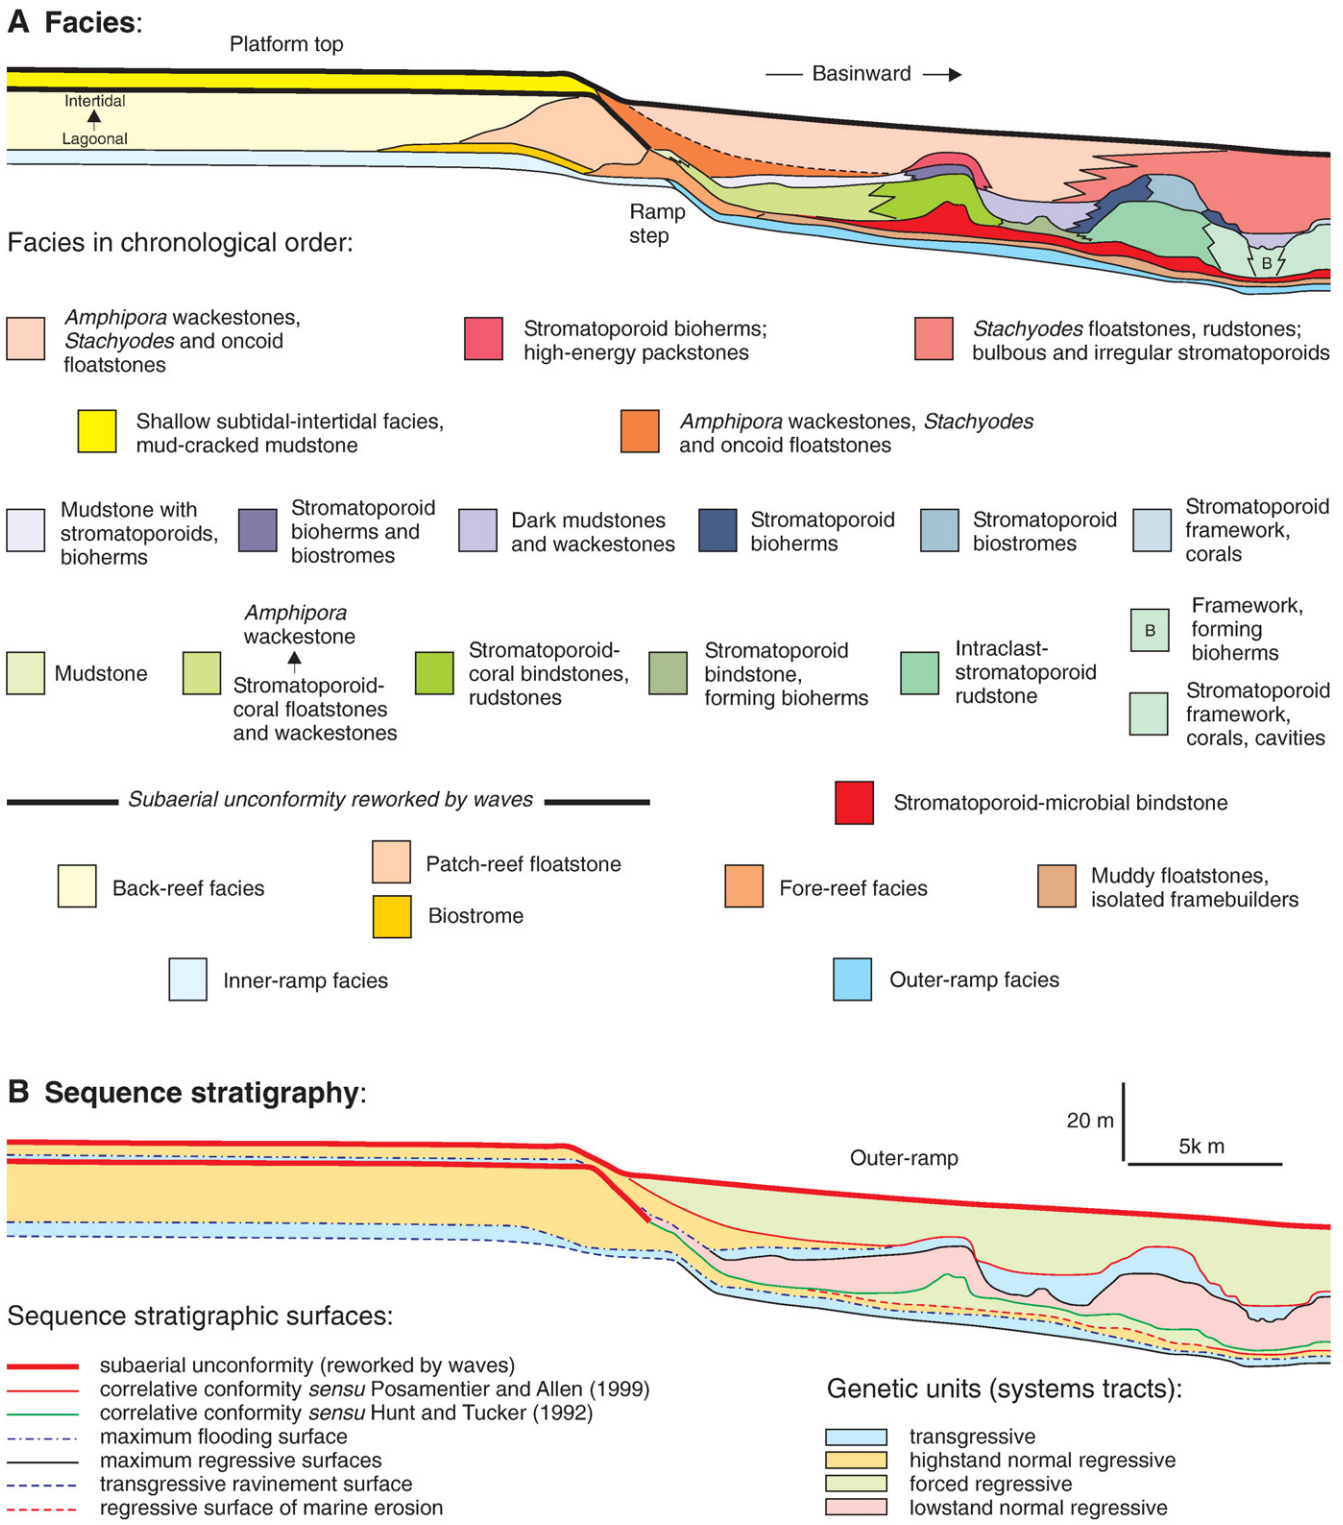 A Facies:
Platform top
Basinward
Intertidal
Lagoonal
Ramp
step
B
Facies in chronological order:
Amphipora wackestones,
Stachyodes and oncoid
floatstones
Stromatoporoid bioherms;
high-energy packstones
Stachyodes floatstones, rudstones;
bulbous and irregular stromatoporoids
Shallow subtidal-intertidal facies,
mud-cracked mudstone
Amphipora wackestones, Stachyodes
and oncoid floatstones
Mudstone with
stromatoporoids,
bioherms
Stromatoporoid
bioherms and
biostromes
Dark mudstones
and wackestones
Stromatoporoid
bioherms
Stromatoporoid
biostromes
Stromatoporoid
framework,
corals
Mudstone
Amphipora
wackestone
Stromatoporoid-
coral floatstones
and wackestones
Stromatoporoid-
coral bindstones,
rudstones
Stromatoporoid
bindstone,
forming bioherms
Intraclast-
stromatoporoid
rudstone
B
Framework,
forming
bioherms
Stromatoporoid
framework,
corals, cavities
Subaerial unconformity reworked by waves
Stromatoporoid-microbial bindstone
Back-reef facies
Patch-reef floatstone
Biostrome
Fore-reef facies
Muddy floatstones,
isolated framebuilders
Inner-ramp facies
Outer-ramp facies
B Sequence stratigraphy:
20 m
5k m
Outer-ramp
Sequence stratigraphic surfaces:
subaerial unconformity (reworked by waves)
correlative conformity sensu Posamentier and Allen (1999)
correlative conformity sensu Hunt and Tucker (1992)
maximum flooding surface
maximum regressive surfaces
transgressive ravinement surface
regressive surface of marine erosion
Genetic units (systems tracts):
transgressive
highstand normal regressive
forced regressive
lowstand normal regressive